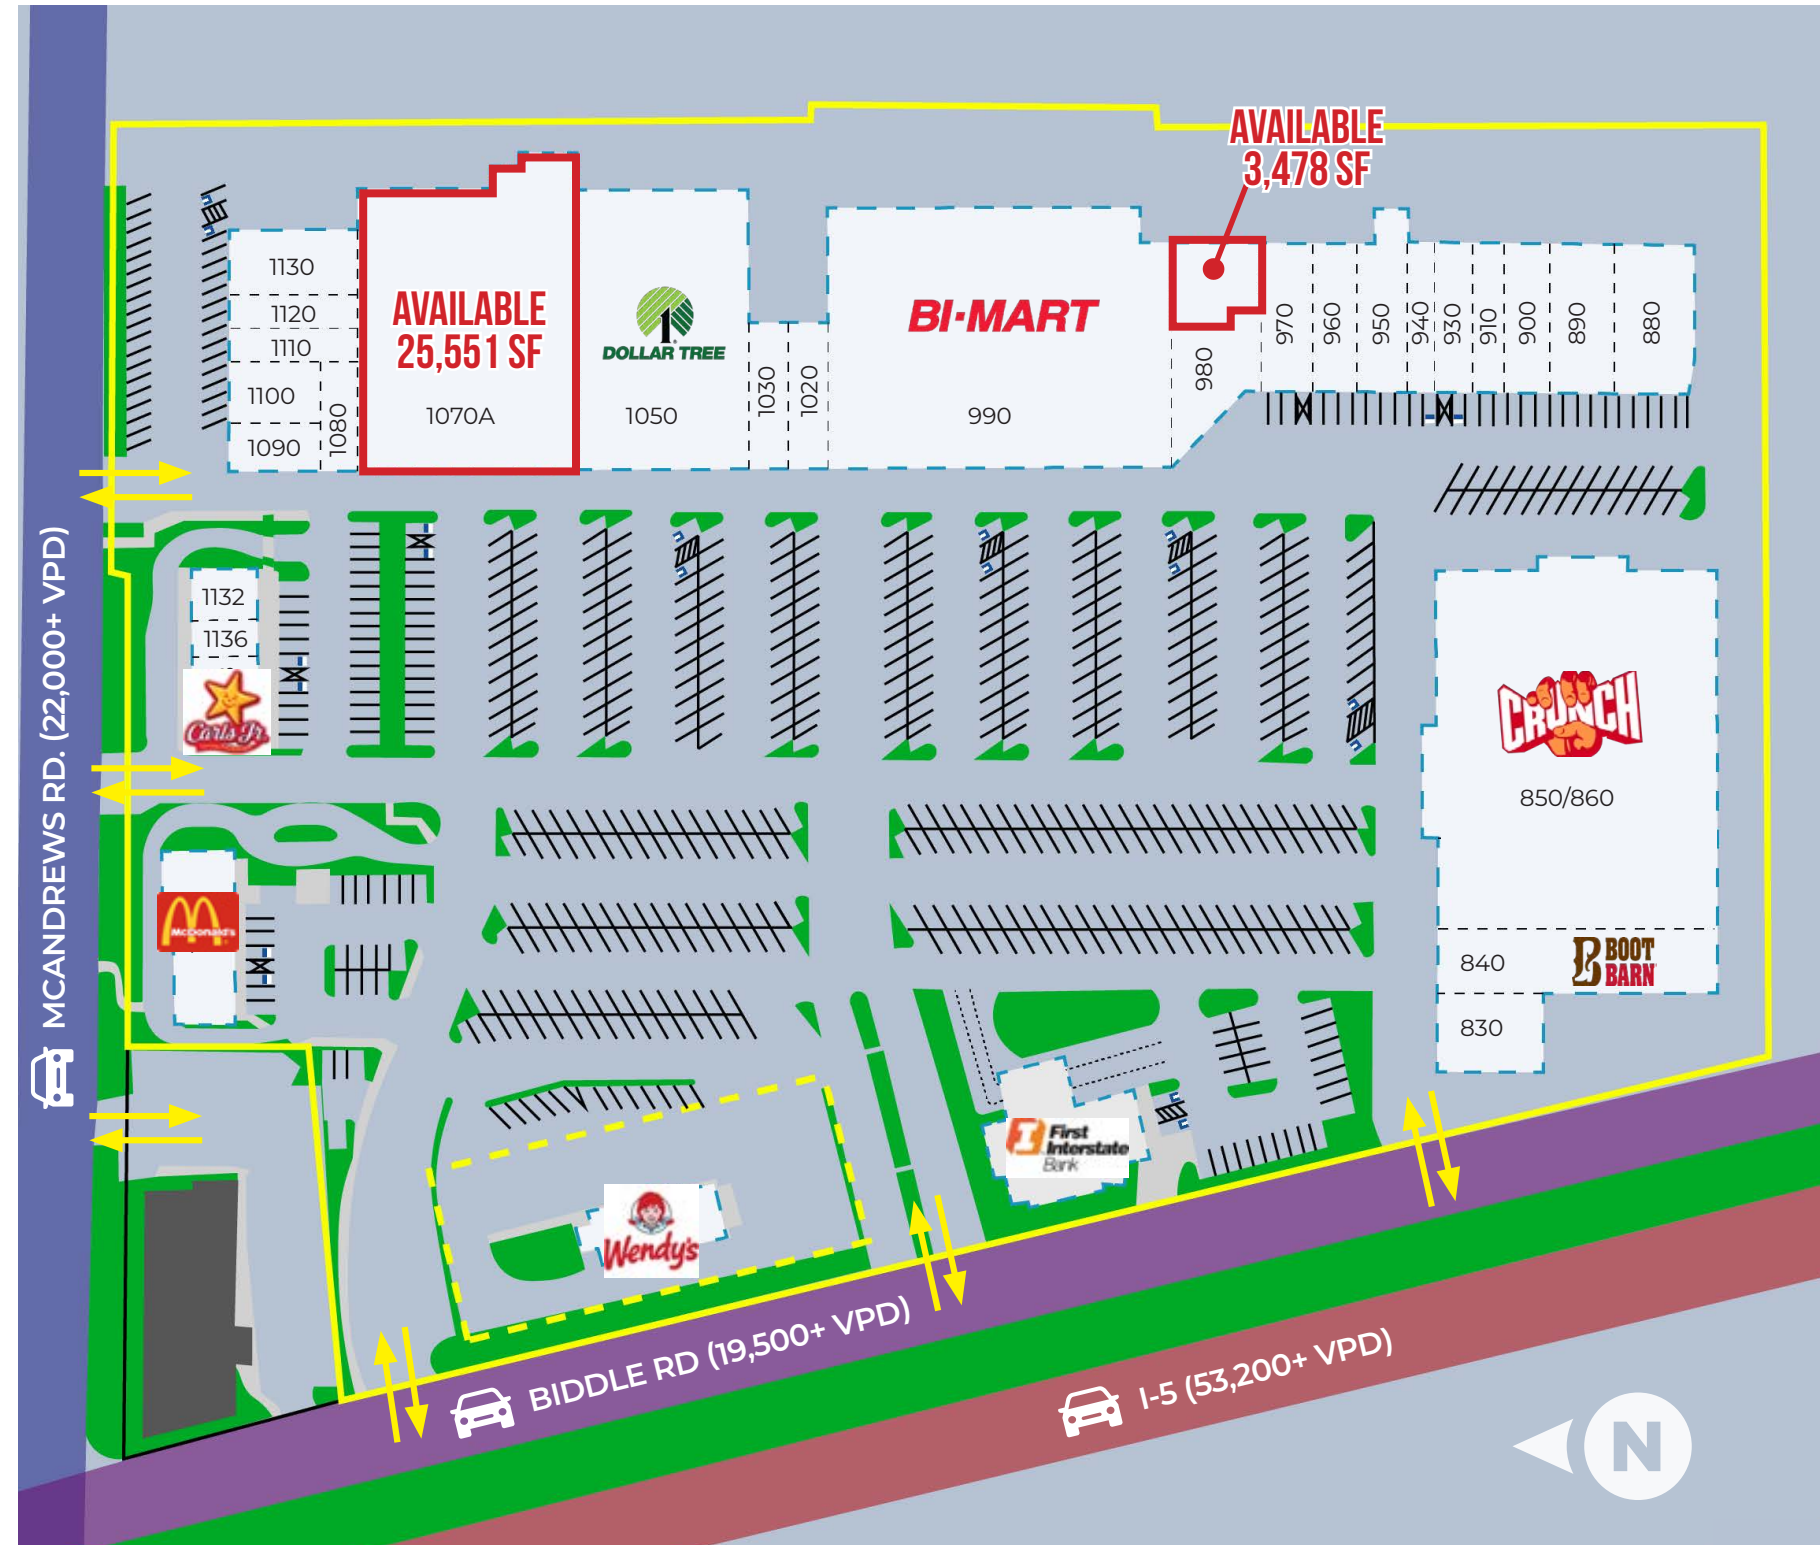 AVAILABLE
3,478 SF
1130
1120
1110
1100
1090
1080
AVAILABLE
25,551 SF
1070A
1
DOLLAR TREE
1050
1030
1020
BI-MART
990
980
970
960
950
940
930
910
900
890
880
1132
1136
Carl's Jr.
McDonald's
CRUNCH
850/860
840
BOOT
BARN
830
First
Interstate
Bank
Wendy's
MCANDREWS RD. (22,000+ VPD)
BIDDLE RD (19,500+ VPD)
I-5 (53,200+ VPD)
N